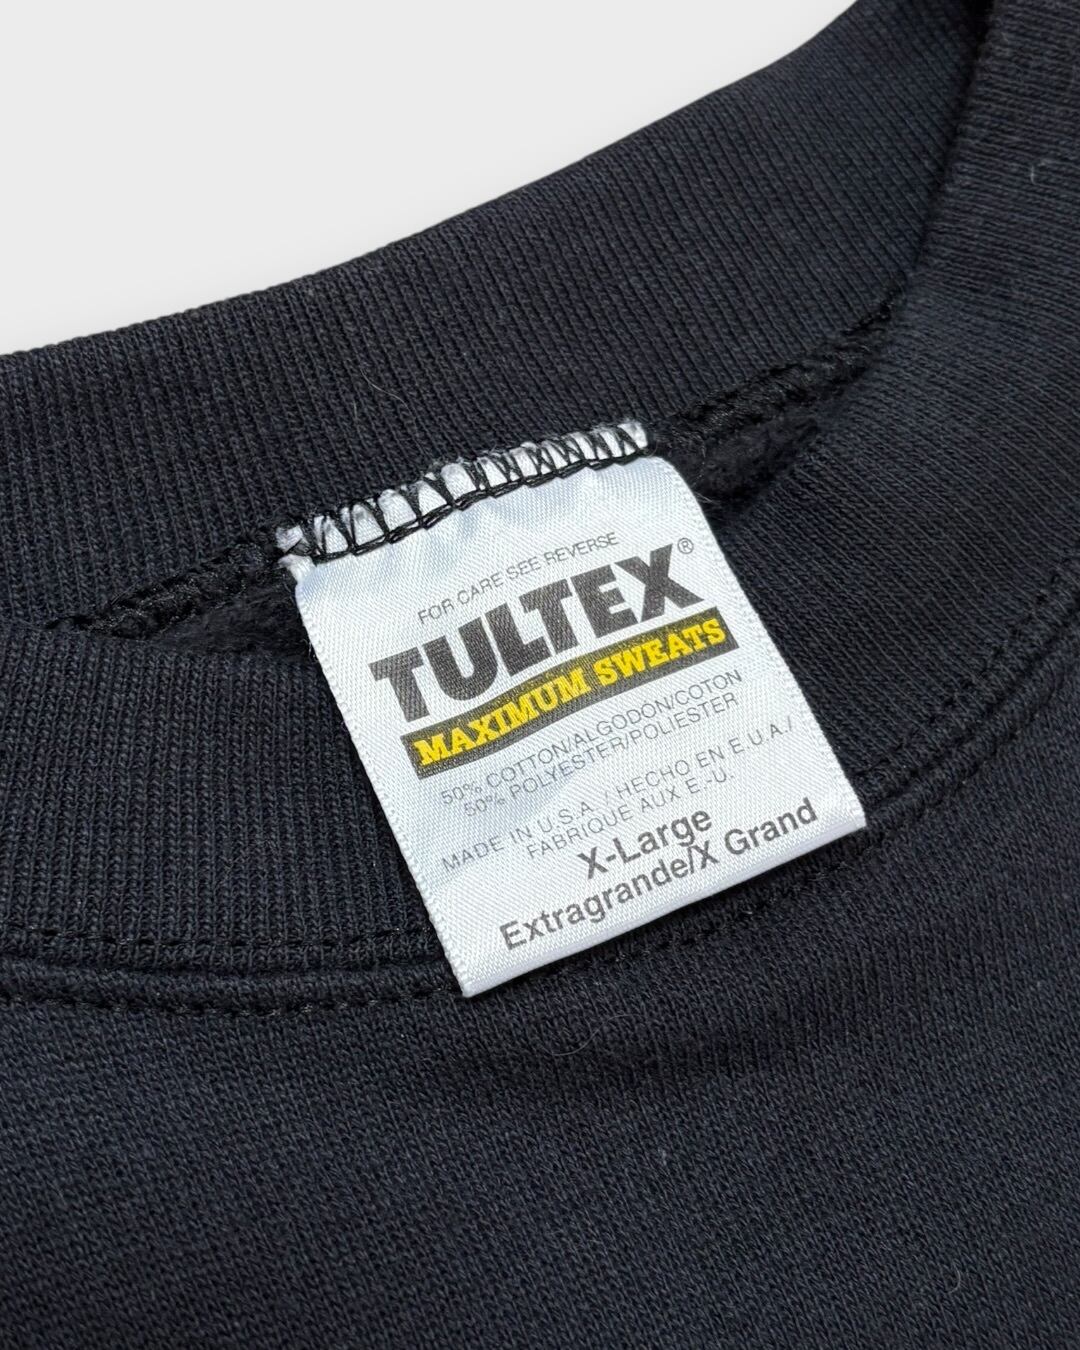 FOR CARE SEE REVERSE
TULTEX®
MAXIMUM SWEATS
50% COTTON/ALGODON/COTON
50% POLYESTER/POLIESTER
MADE IN U.S.A. / HECHO EN E.U.A./
FABRIQUE AUX E.-U.
X-Large
Extragrande/X Grand